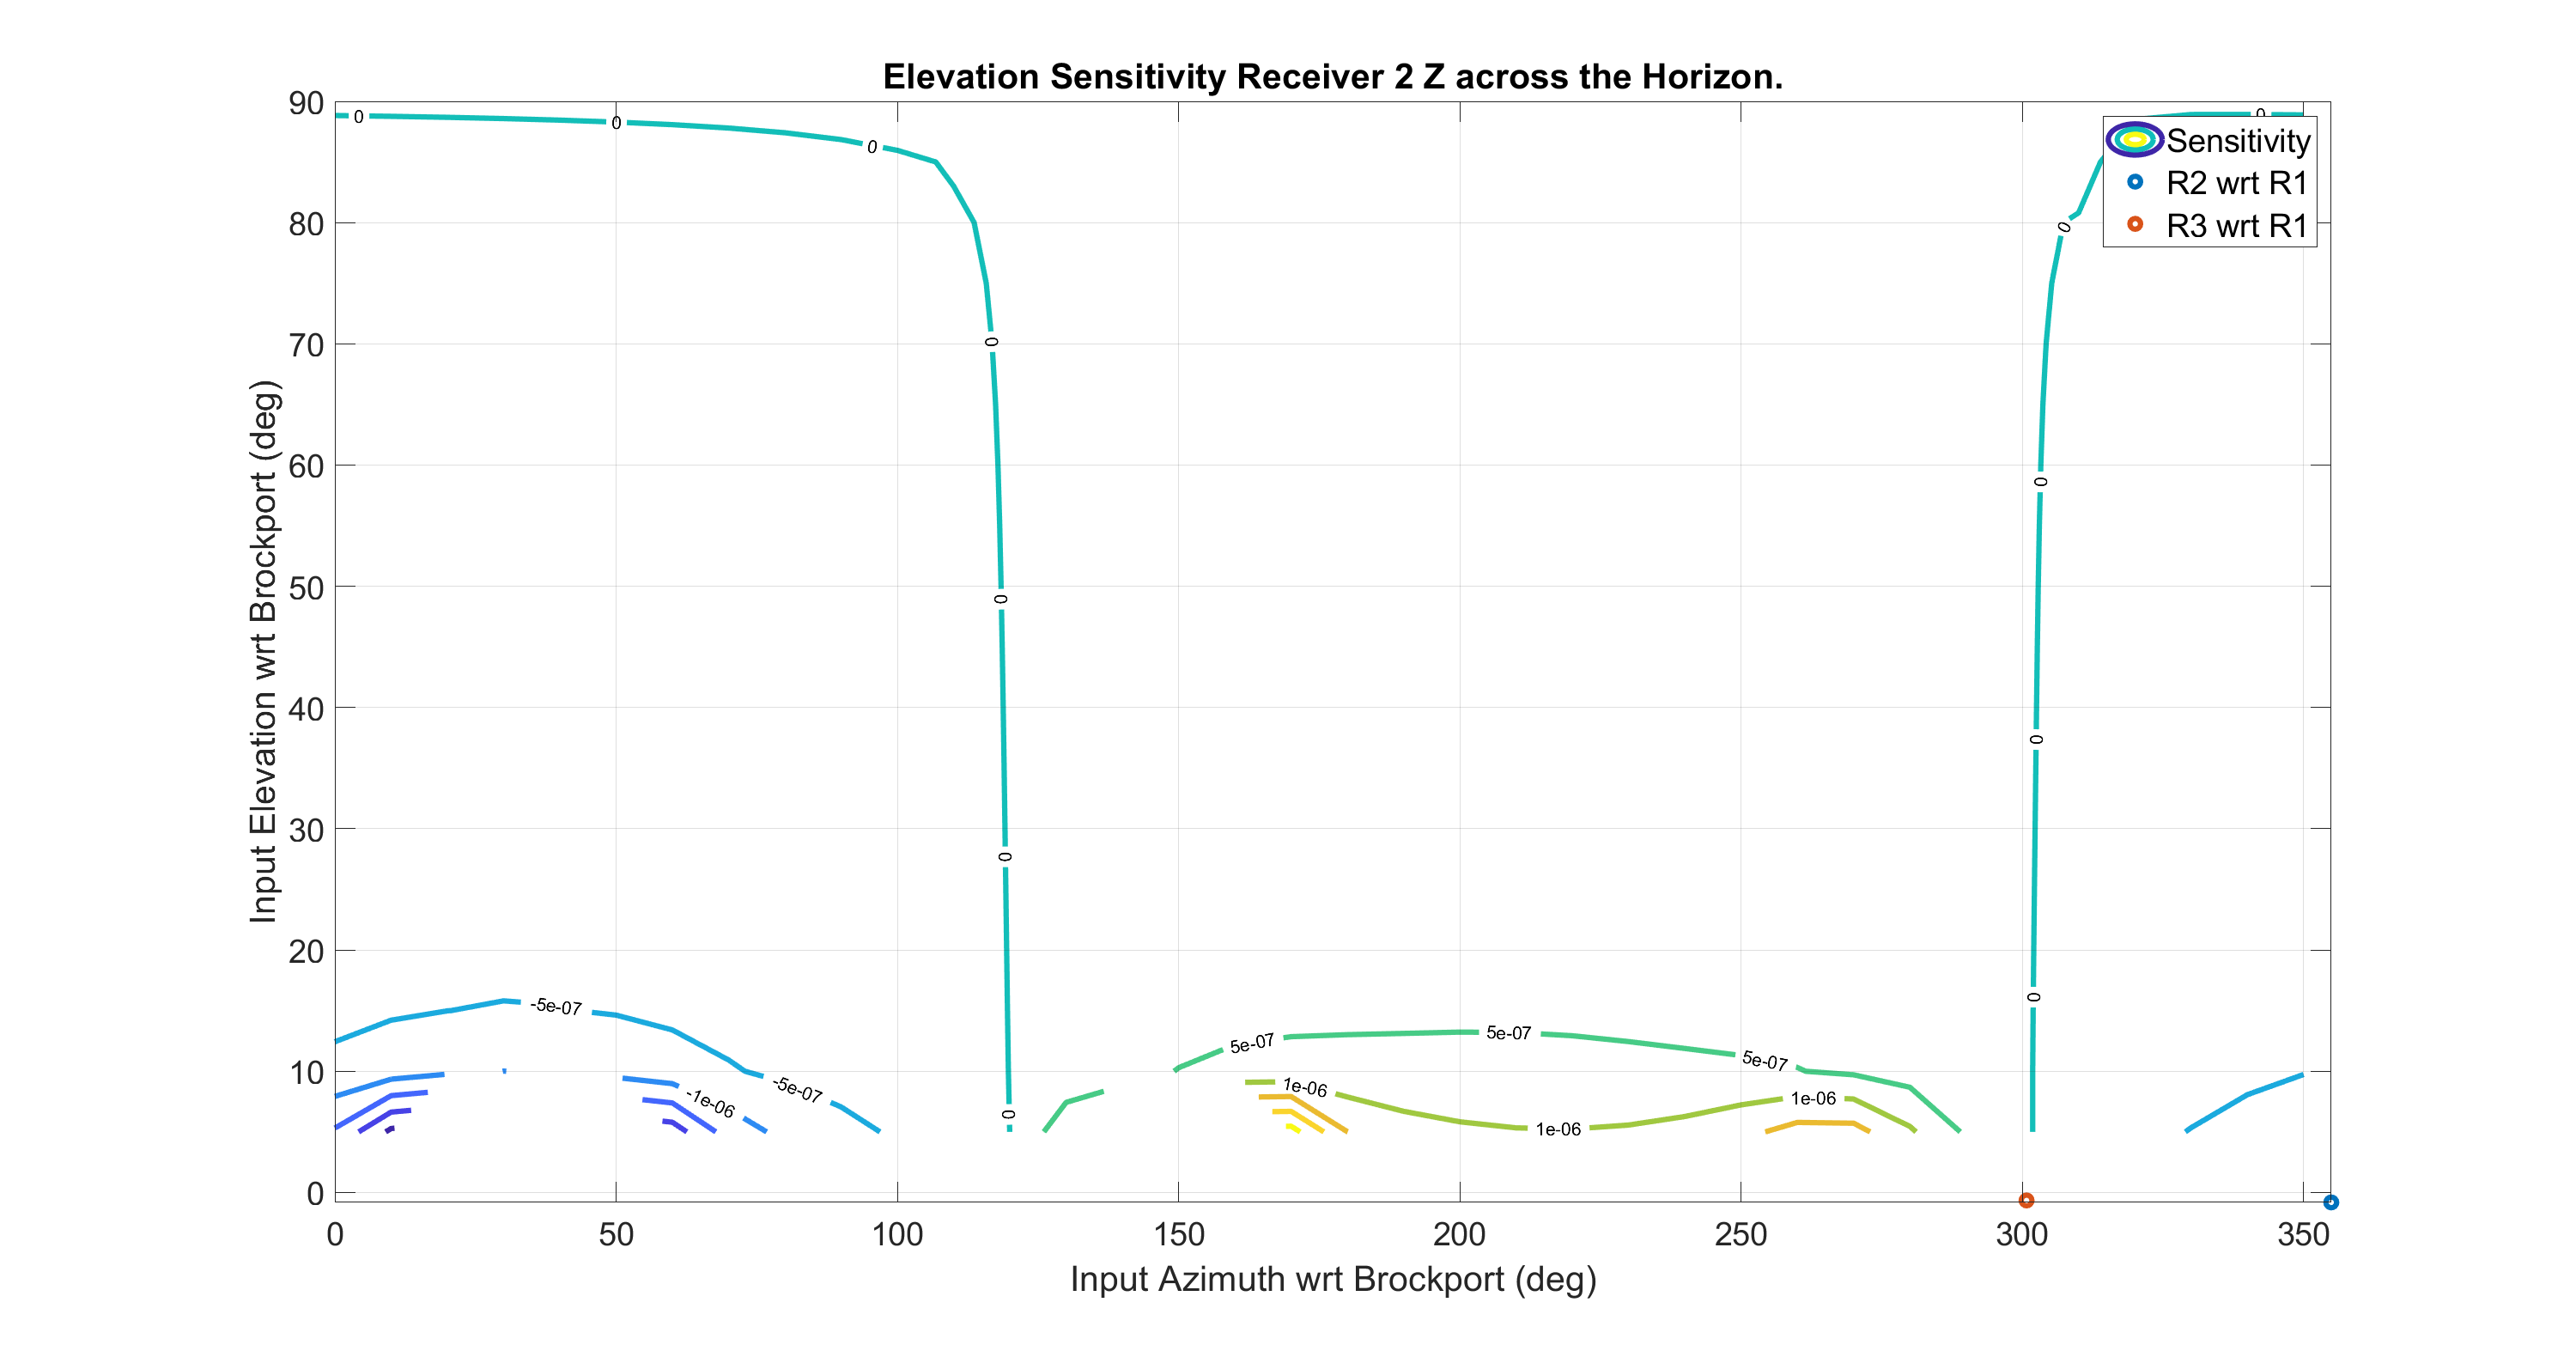 Elevation Sensitivity Receiver 2 Z across the Horizon.
Input Elevation wrt Brockport (deg)
90
80
70
60
50
40
30
20
10
0
0
0
0
0
0
0
0
0
0
0
0
0
0
-5e-07
-5e-07
-1e-06
5e-07
5e-07
5e-07
1e-06
1e-06
1e-06
Sensitivity
R2 wrt R1
R3 wrt R1
0 50 100 150 200 250 300 350
Input Azimuth wrt Brockport (deg)